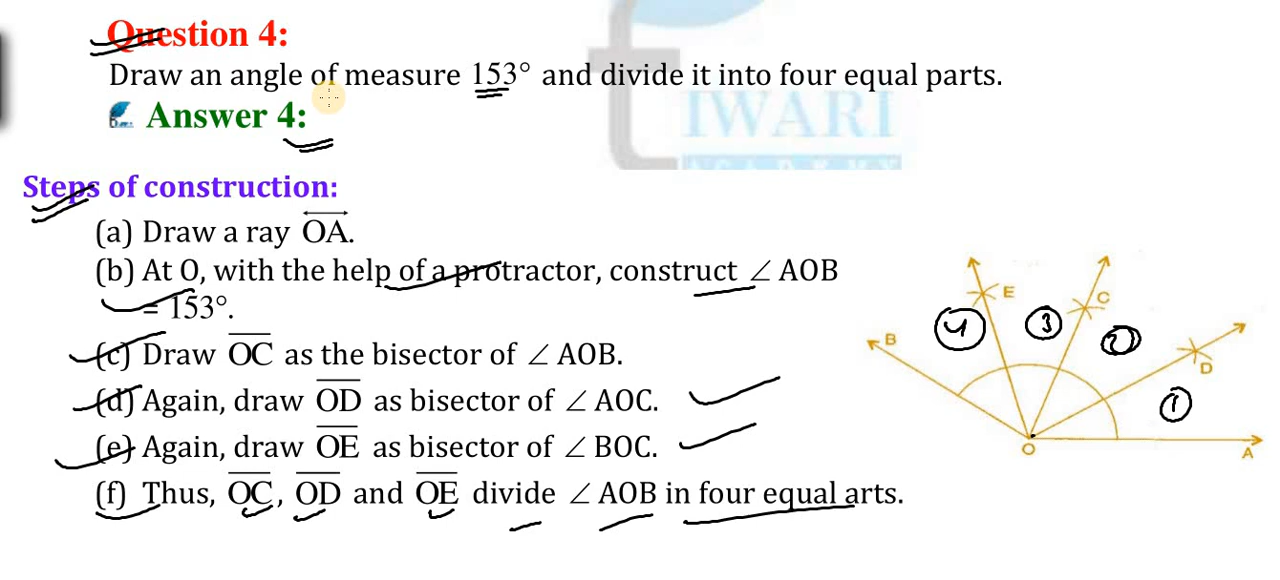 Question 4:
Draw an angle of measure 153° and divide it into four equal parts.
Answer 4:
IWARI
ACADEMY
Steps of construction:
(a) Draw a ray OA.
(b) At O, with the help of a protractor, construct ∠ AOB
= 153°.
(c) Draw OC as the bisector of ∠ AOB.
(d) Again, draw OD as bisector of ∠ AOC.
(e) Again, draw OE as bisector of ∠ BOC.
(f) Thus, OC, OD and OE divide ∠ AOB in four equal arts.
E
C
4
3
2
B
D
1
O
A